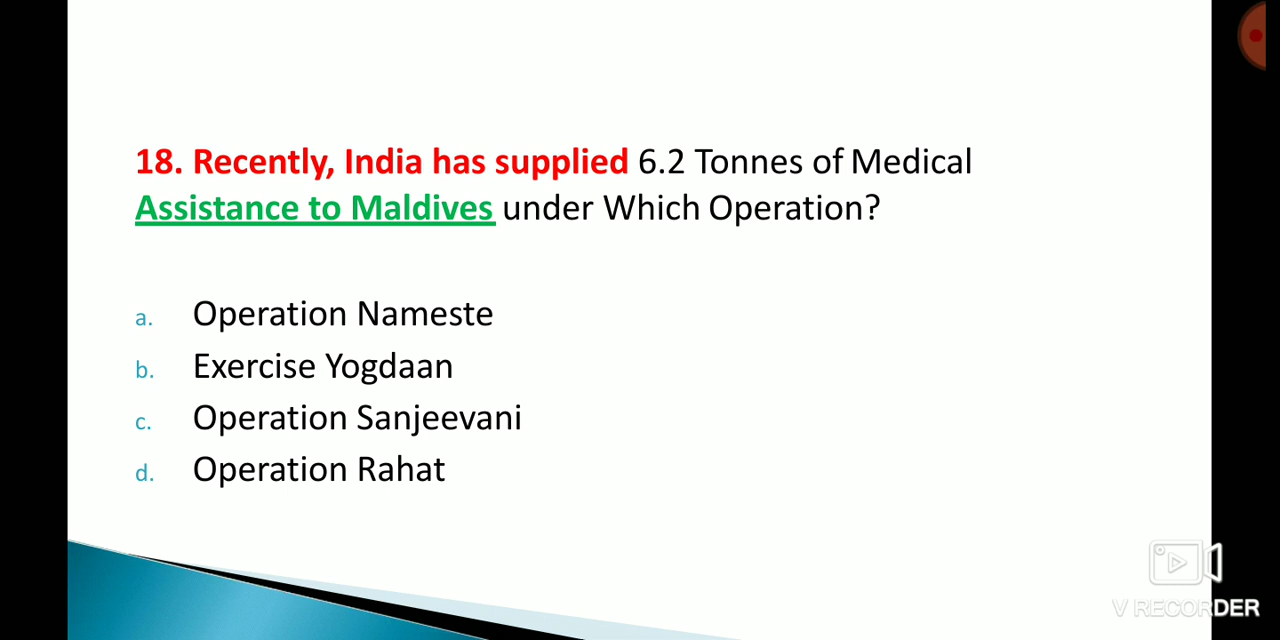 18. Recently, India has supplied 6.2 Tonnes of Medical
Assistance to Maldives under Which Operation?
a. Operation Nameste
b. Exercise Yogdaan
c. Operation Sanjeevani
d. Operation Rahat
V RECORDER